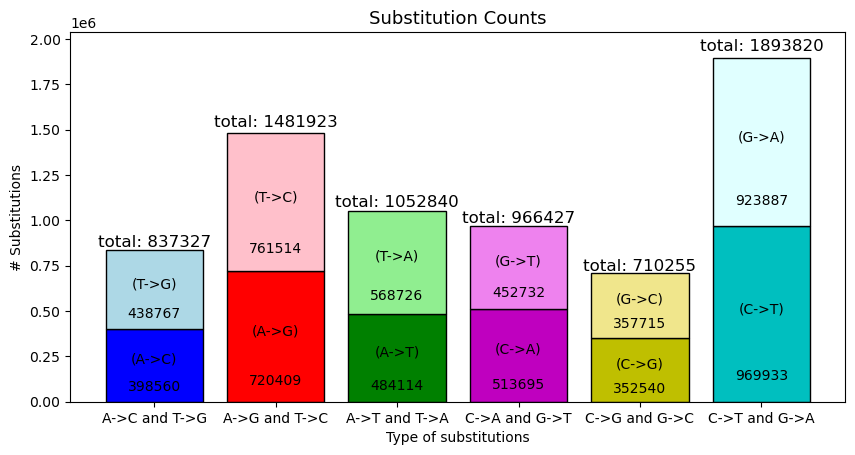 Substitution Counts
1e6
2.00
1.75
1.50
1.25
1.00
0.75
0.50
0.25
0.00
# Substitutions
total: 837327
(T->G)
438767
(A->C)
398560
total: 1481923
(T->C)
761514
(A->G)
720409
total: 1052840
(T->A)
568726
(A->T)
484114
total: 966427
(G->T)
452732
(C->A)
513695
total: 710255
(G->C)
357715
(C->G)
352540
total: 1893820
(G->A)
923887
(C->T)
969933
A->C and T->G
A->G and T->C
A->T and T->A
C->A and G->T
C->G and G->C
C->T and G->A
Type of substitutions